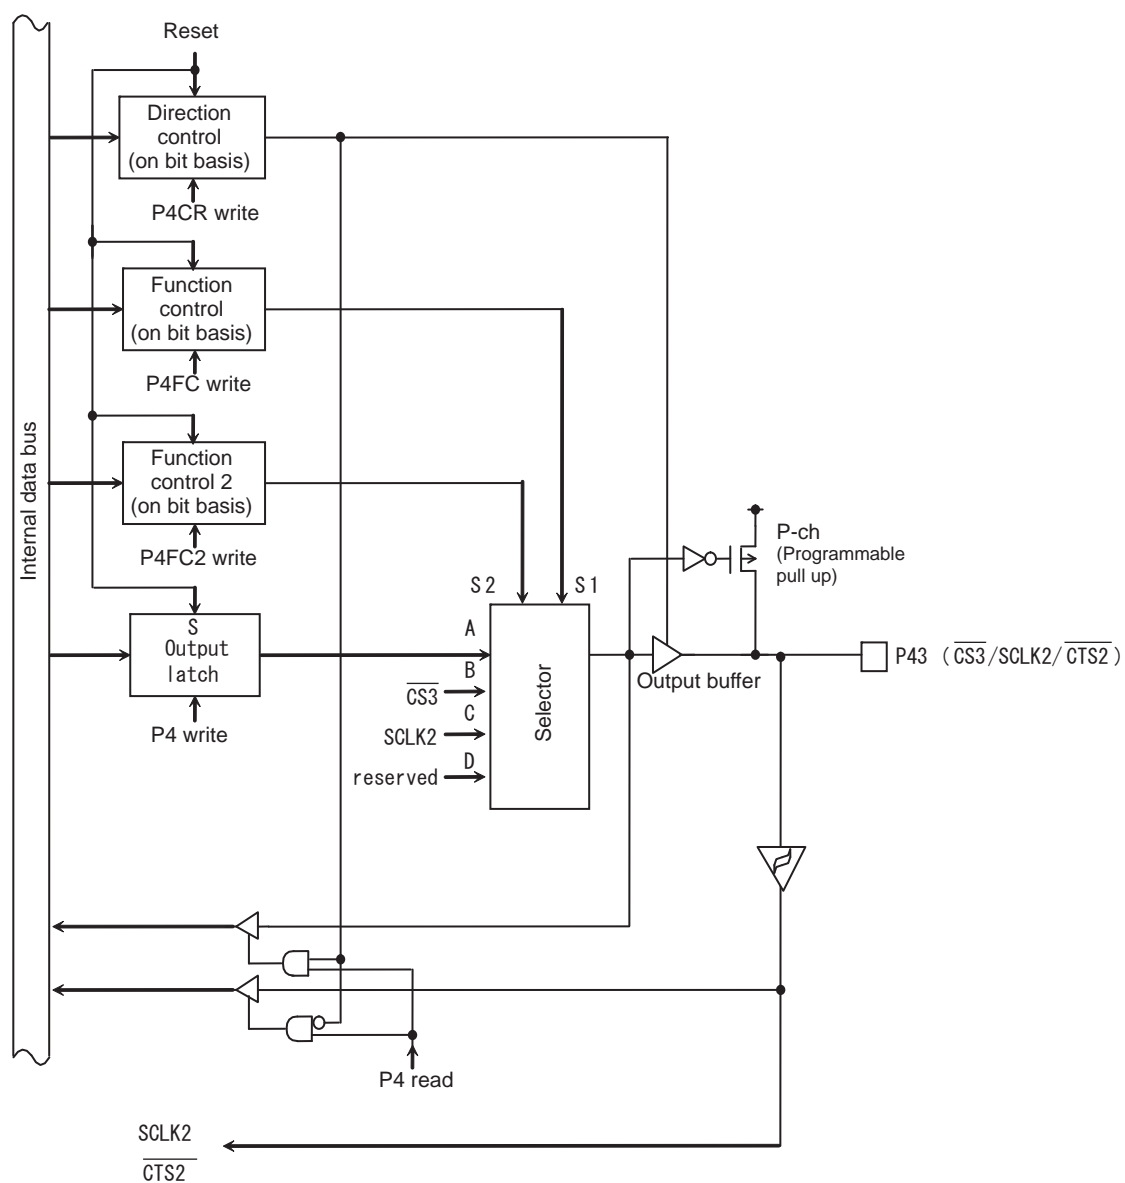 Reset
Direction
control
(on bit basis)
P4CR write
Function
control
(on bit basis)
P4FC write
Function
control 2
(on bit basis)
P4FC2 write
Internal data bus
P-ch
(Programmable
pull up)
S2 S1
S
Output
latch
P4 write
A
B
CS3
C
SCLK2
D
reserved
Selector
Output buffer
P43 (CS3/SCLK2/CTS2)
P4 read
SCLK2
CTS2